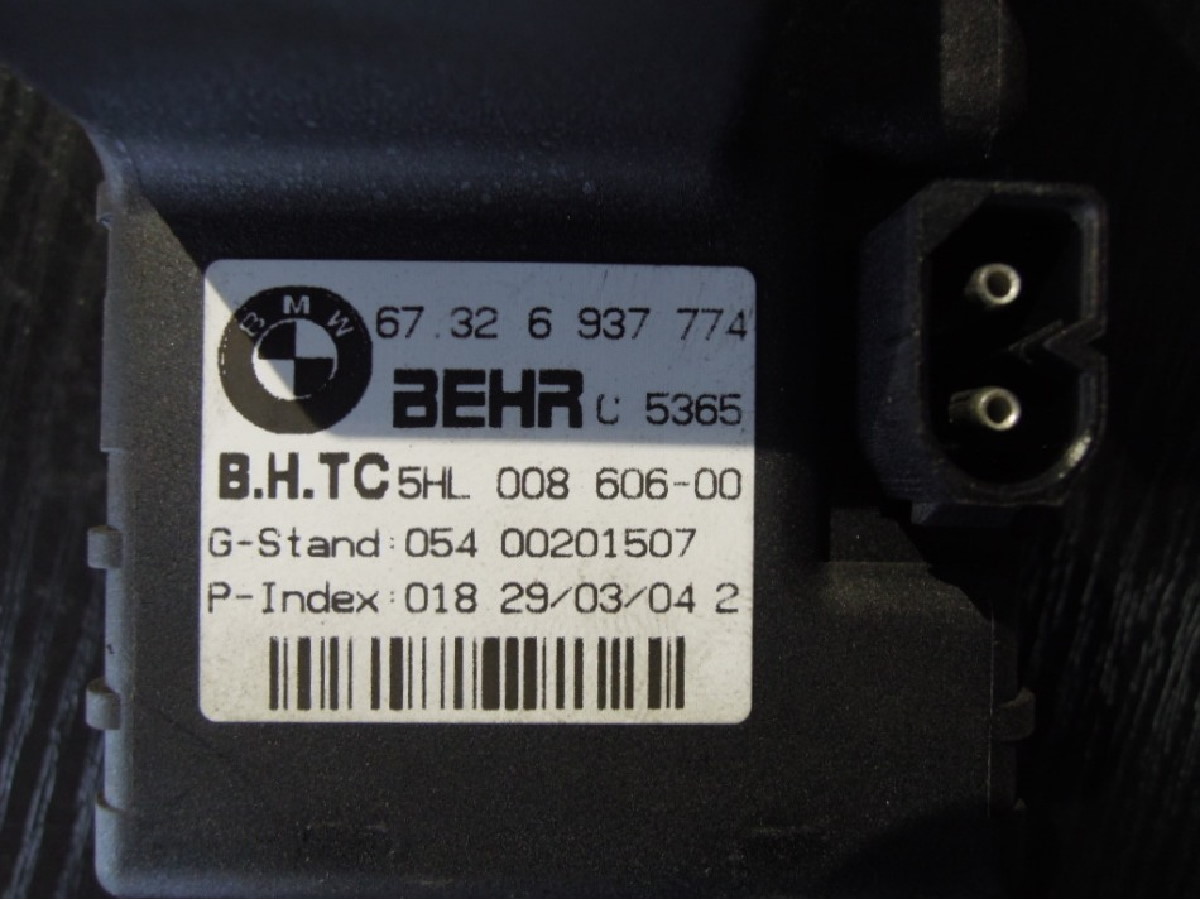 BMW
67.32 6 937 774
BEHR C 5365
B.H.TC 5HL 008 606-00
G-Stand:054 00201507
P-Index:018 29/03/04 2